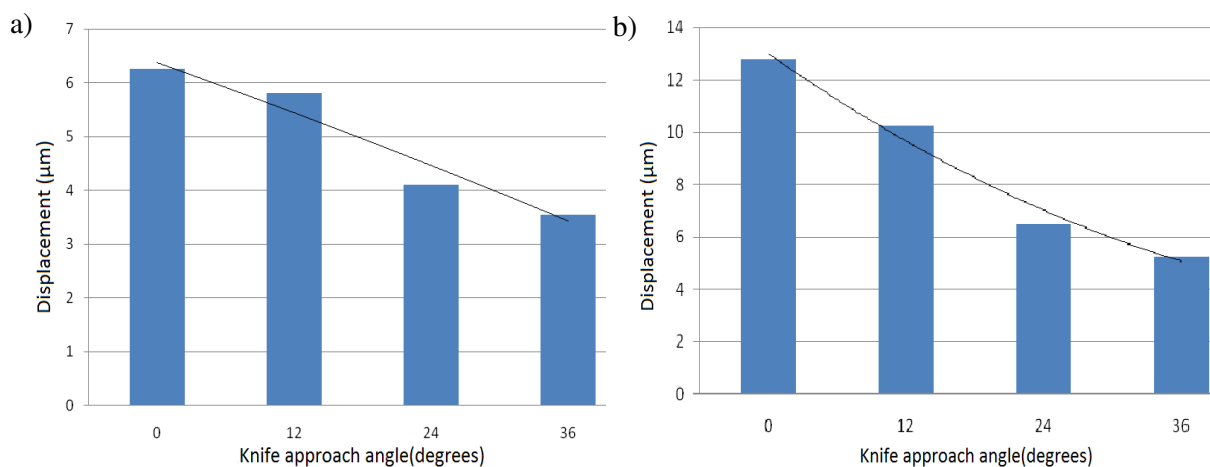 a)
7
6
5
4
3
2
1
0
Displacement (μm)
0 12 24 36
Knife approach angle(degrees)
b)
14
12
10
8
6
4
2
0
Displacement (μm)
0 12 24 36
Knife approach angle(degrees)